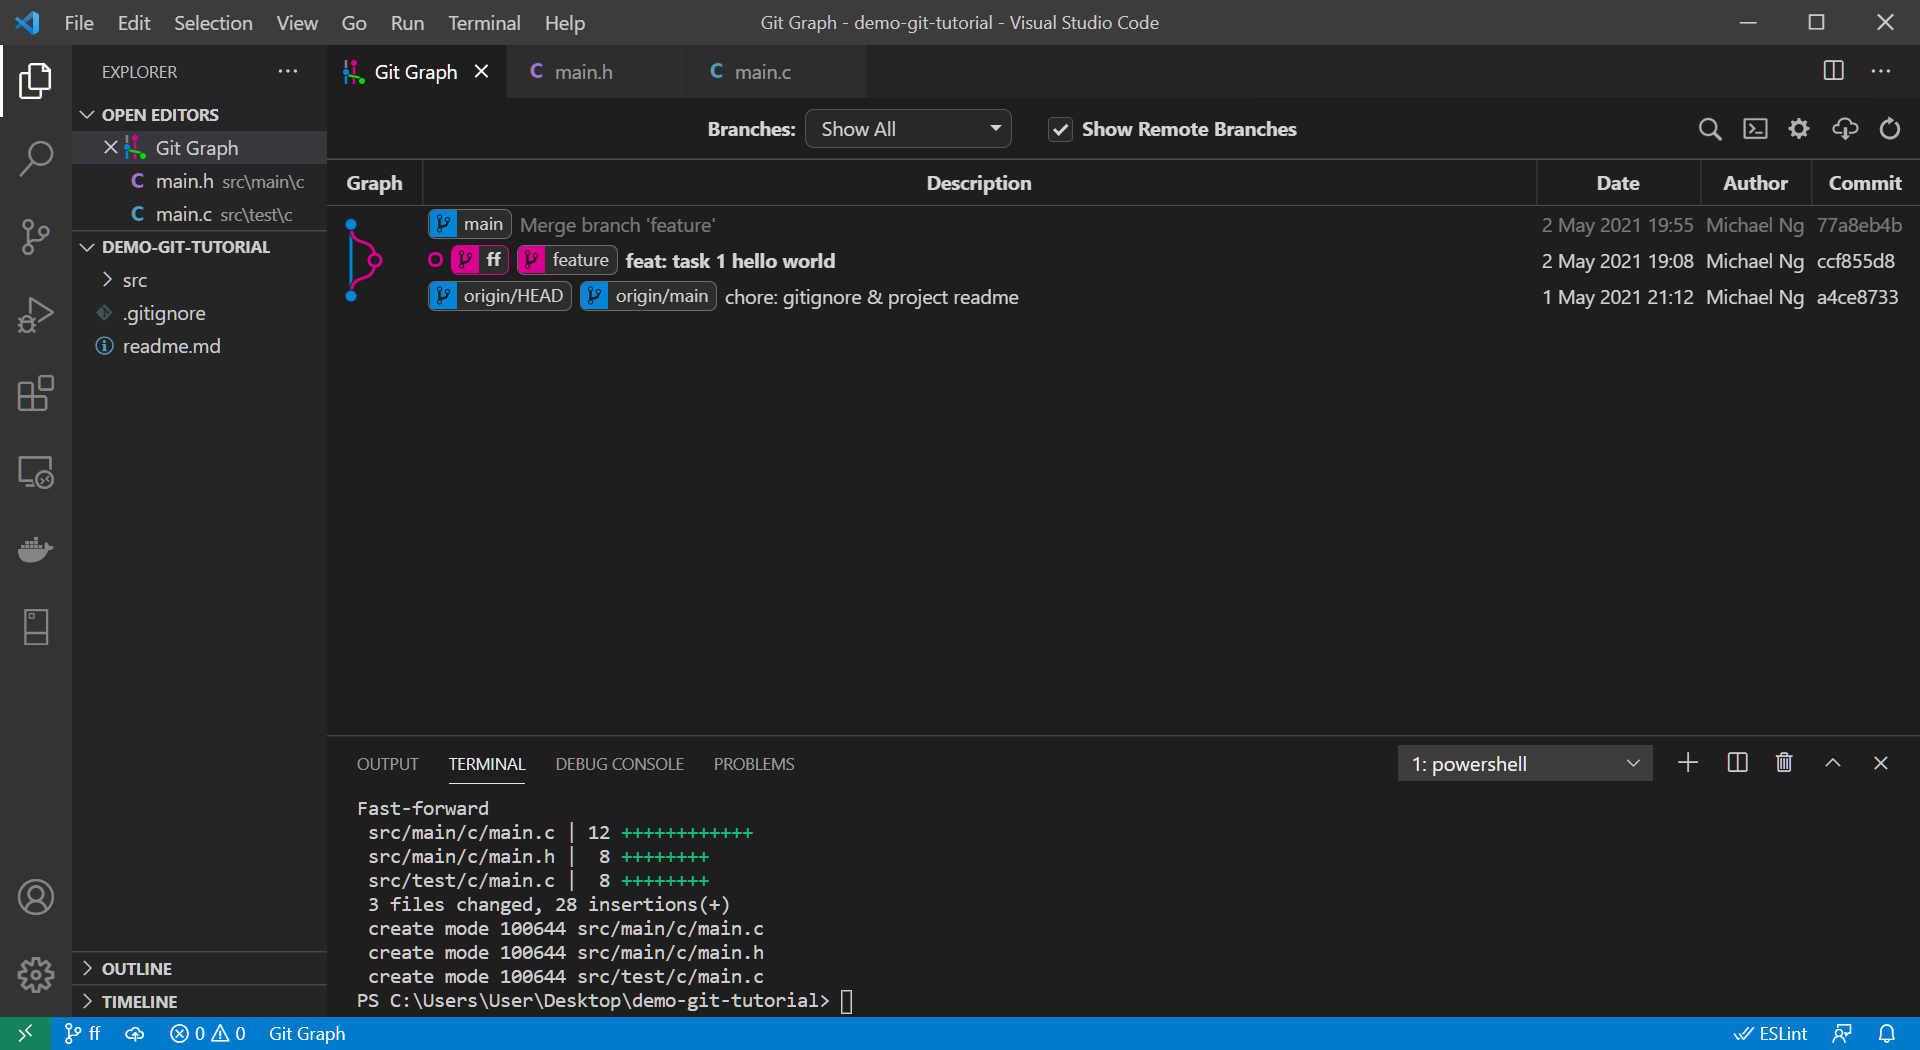 File Edit Selection View Go Run Terminal Help
Git Graph - demo-git-tutorial - Visual Studio Code
EXPLORER
OPEN EDITORS
Git Graph
main.h src\main\c
main.c src\test\c
DEMO-GIT-TUTORIAL
src
.gitignore
readme.md
OUTLINE
TIMELINE
Git Graph main.h main.c
Branches: Show All Show Remote Branches
Graph Description Date Author Commit
main Merge branch 'feature' 2 May 2021 19:55 Michael Ng 77a8eb4b
ff feature feat: task 1 hello world 2 May 2021 19:08 Michael Ng ccf855d8
origin/HEAD origin/main chore: gitignore & project readme 1 May 2021 21:12 Michael Ng a4ce8733
OUTPUT TERMINAL DEBUG CONSOLE PROBLEMS 1: powershell
Fast-forward
src/main/c/main.c | 12 ++++++++++++
src/main/c/main.h | 8 ++++++++
src/test/c/main.c | 8 ++++++++
3 files changed, 28 insertions(+)
create mode 100644 src/main/c/main.c
create mode 100644 src/main/c/main.h
create mode 100644 src/test/c/main.c
PS C:\Users\User\Desktop\demo-git-tutorial>
ff 0 0 Git Graph ESLint